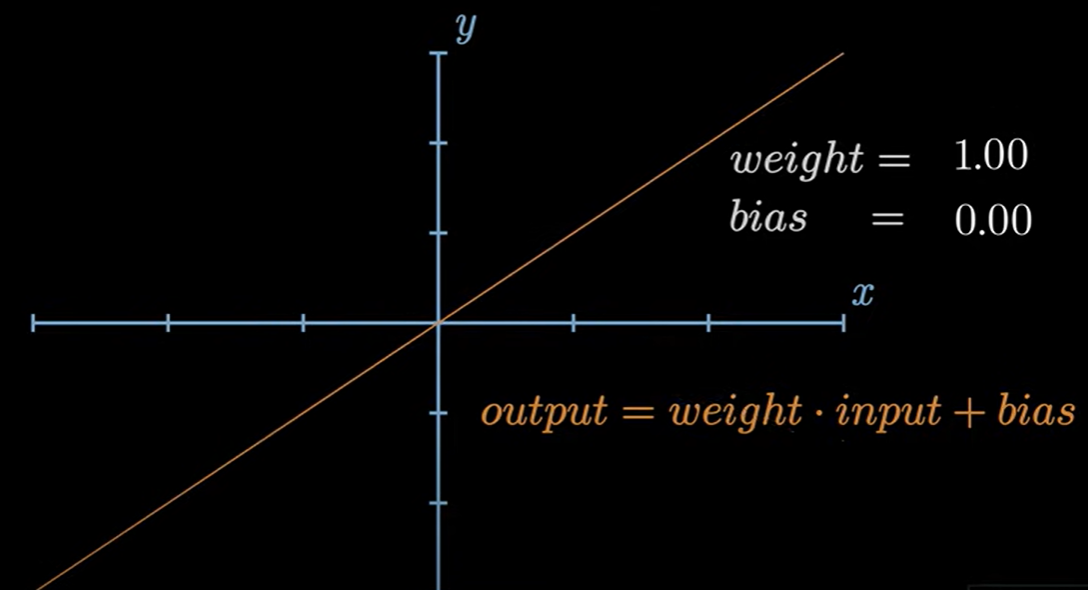 y
weight = 1.00
bias = 0.00
x
output = weight · input + bias